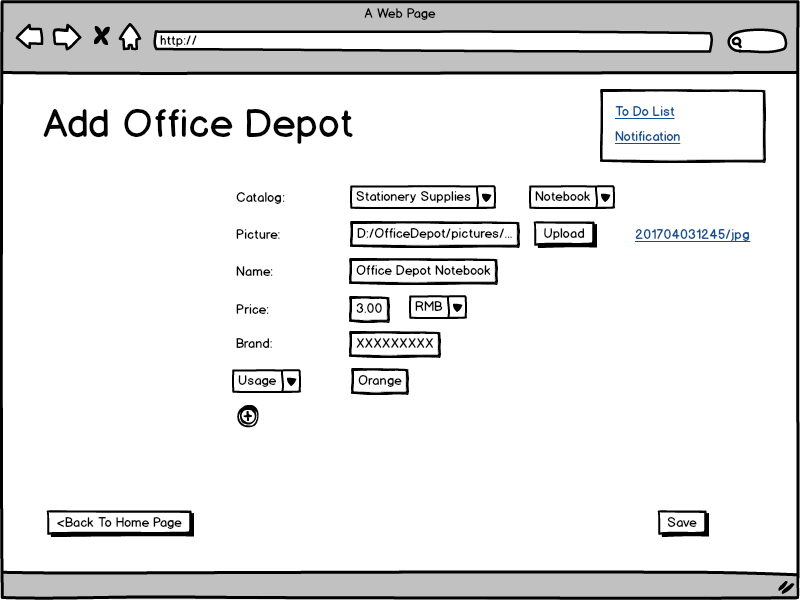 A Web Page
http://
Add Office Depot
To Do List
Notification
Catalog: Stationery Supplies Notebook
Picture: D:/OfficeDepot/pictures/... Upload 201704031245/jpg
Name: Office Depot Notebook
Price: 3.00 RMB
Brand: XXXXXXXXX
Usage Orange
<Back To Home Page Save